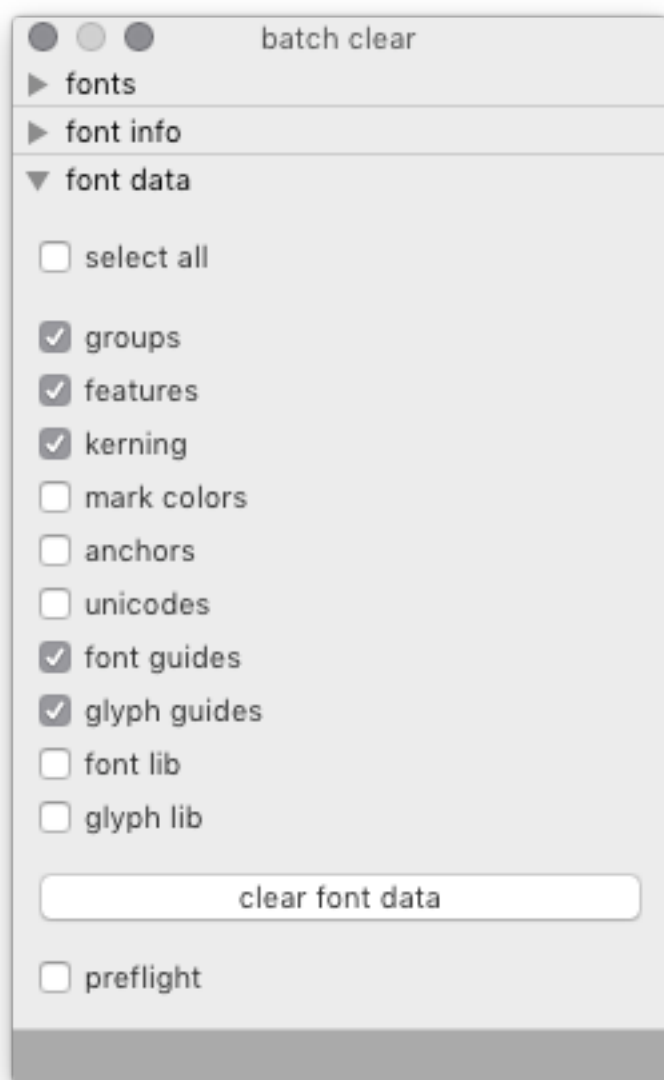 batch clear
fonts
font info
font data
select all
groups
features
kerning
mark colors
anchors
unicodes
font guides
glyph guides
font lib
glyph lib
clear font data
preflight